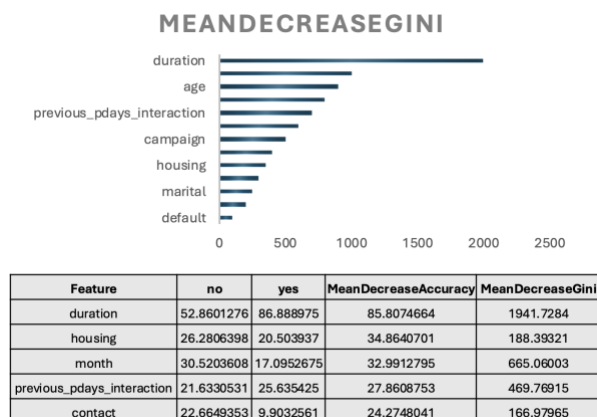 MEANDECREASEGINI
duration
age
previous_pdays_interaction
campaign
housing
marital
default
0 500 1000 1500 2000 2500
Feature no yes MeanDecreaseAccuracy MeanDecreaseGini
duration 52.8601276 86.888975 85.8074664 1941.7284
housing 26.2806398 20.503937 34.8640701 188.39321
month 30.5203608 17.0952675 32.9912795 665.06003
previous_pdays_interaction 21.6330531 25.635425 27.8608753 469.76915
contact 22.6649353 9.9032561 24.2748041 166.97965